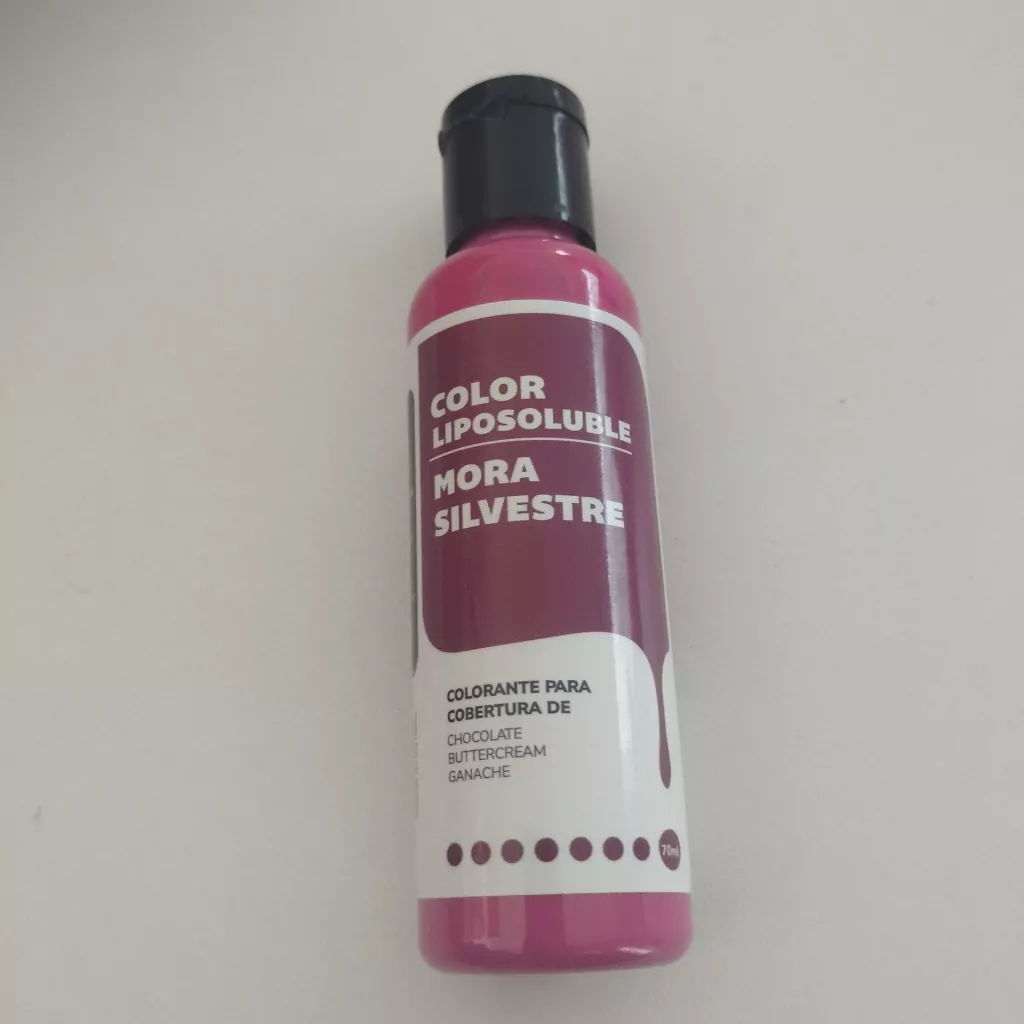 COLOR
LIPOSOLUBLE
MORA
SILVESTRE
COLORANTE PARA
COBERTURA DE
CHOCOLATE
BUTTERCREAM
GANACHE
70ml